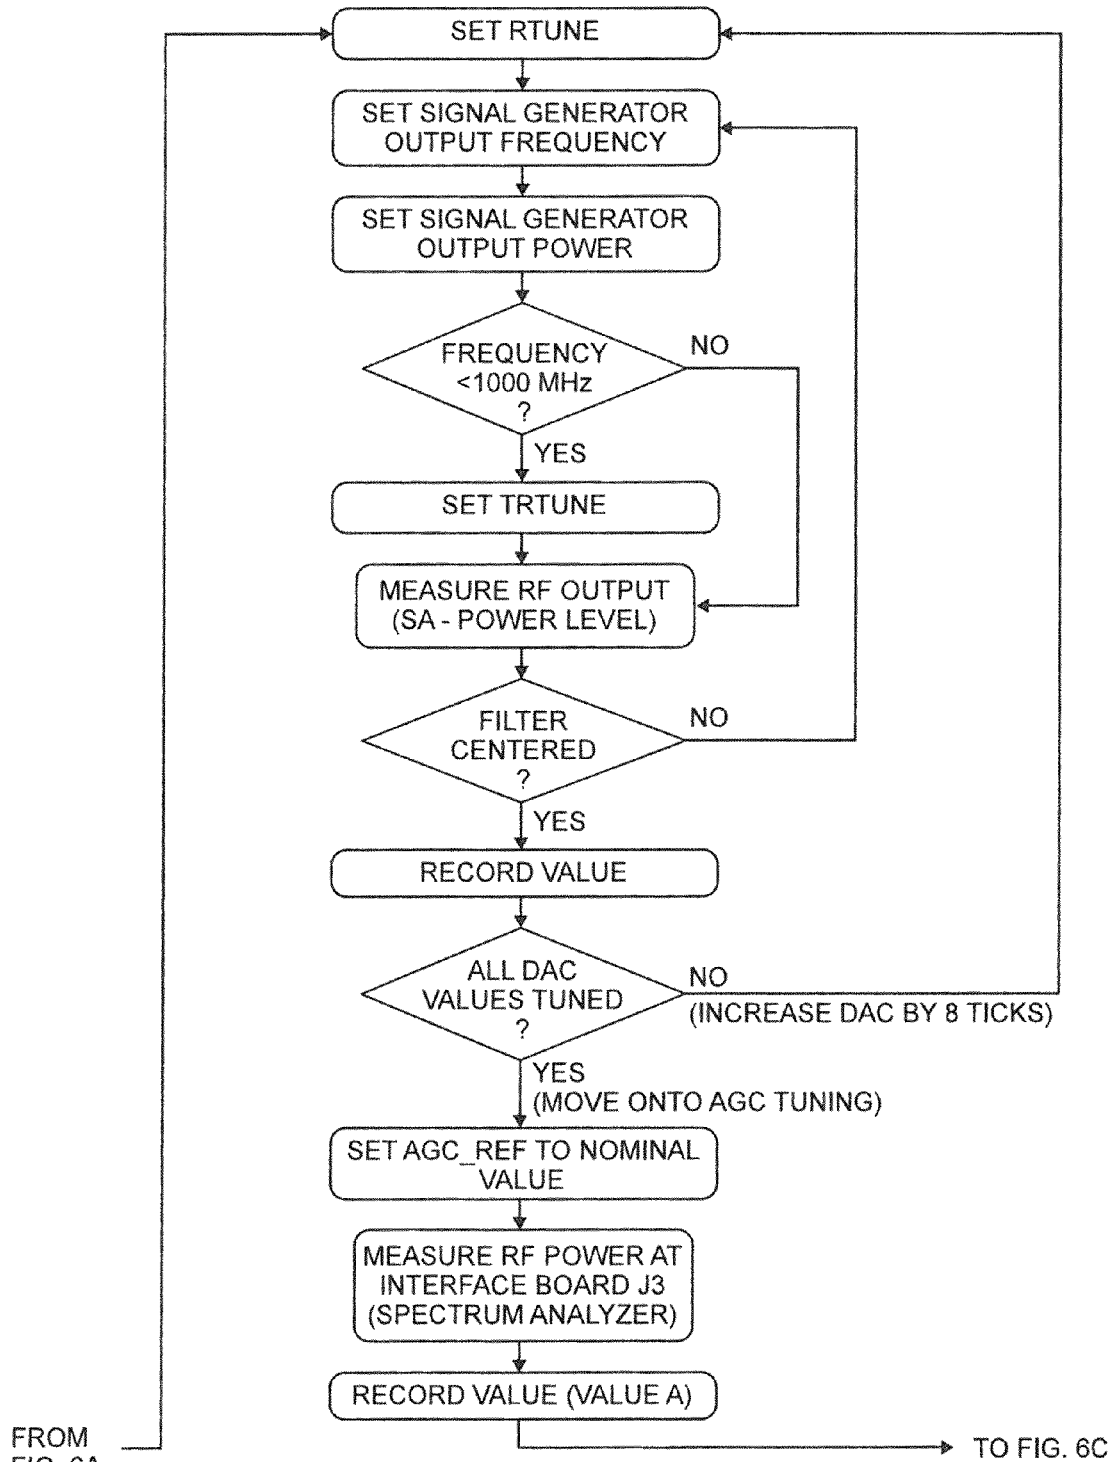 SET RTUNE
SET SIGNAL GENERATOR
OUTPUT FREQUENCY
SET SIGNAL GENERATOR
OUTPUT POWER
FREQUENCY
<1000 MHz
?
NO
YES
SET TRTUNE
MEASURE RF OUTPUT
(SA - POWER LEVEL)
FILTER
CENTERED
?
NO
YES
RECORD VALUE
ALL DAC
VALUES TUNED
?
NO
(INCREASE DAC BY 8 TICKS)
YES
(MOVE ONTO AGC TUNING)
SET AGC_REF TO NOMINAL
VALUE
MEASURE RF POWER AT
INTERFACE BOARD J3
(SPECTRUM ANALYZER)
RECORD VALUE (VALUE A)
FROM
FIG. 6A
TO FIG. 6C